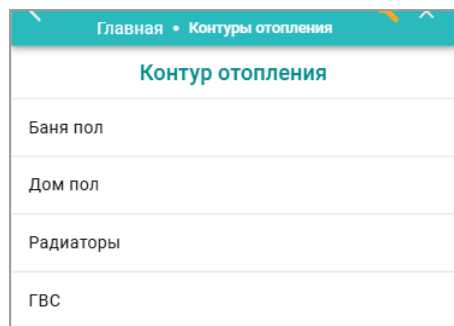 Главная • Контуры отопления
Контур отопления
Баня пол
Дом пол
Радиаторы
ГВС